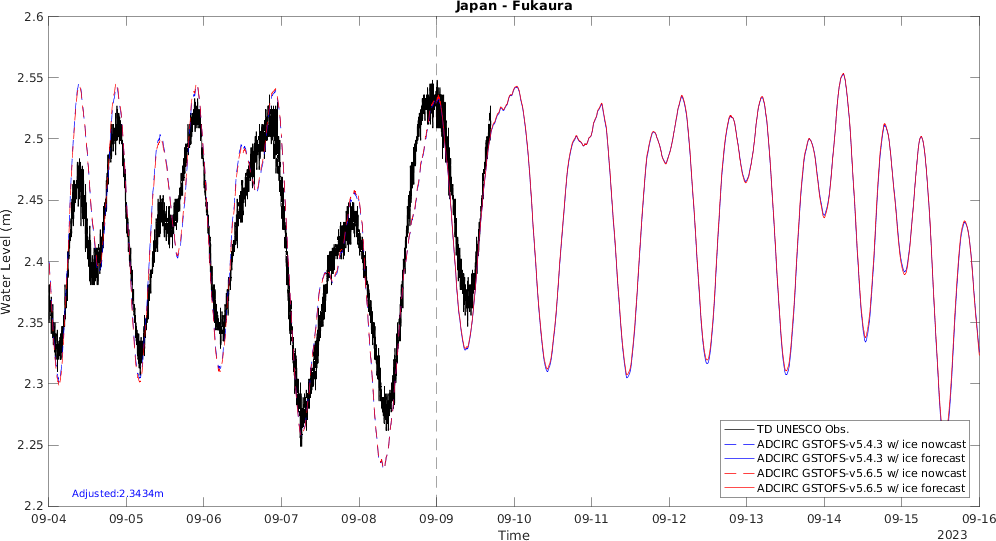 Japan - Fukaura
2.6
2.55
2.5
2.45
2.4
2.35
2.3
2.25
2.2
Water Level (m)
Adjusted:2.3434m
TD UNESCO Obs.
ADCIRC GSTOFS-v5.4.3 w/ ice nowcast
ADCIRC GSTOFS-v5.4.3 w/ ice forecast
ADCIRC GSTOFS-v5.6.5 w/ ice nowcast
ADCIRC GSTOFS-v5.6.5 w/ ice forecast
09-04 09-05 09-06 09-07 09-08 09-09 09-10 09-11 09-12 09-13 09-14 09-15 09-16
Time
2023